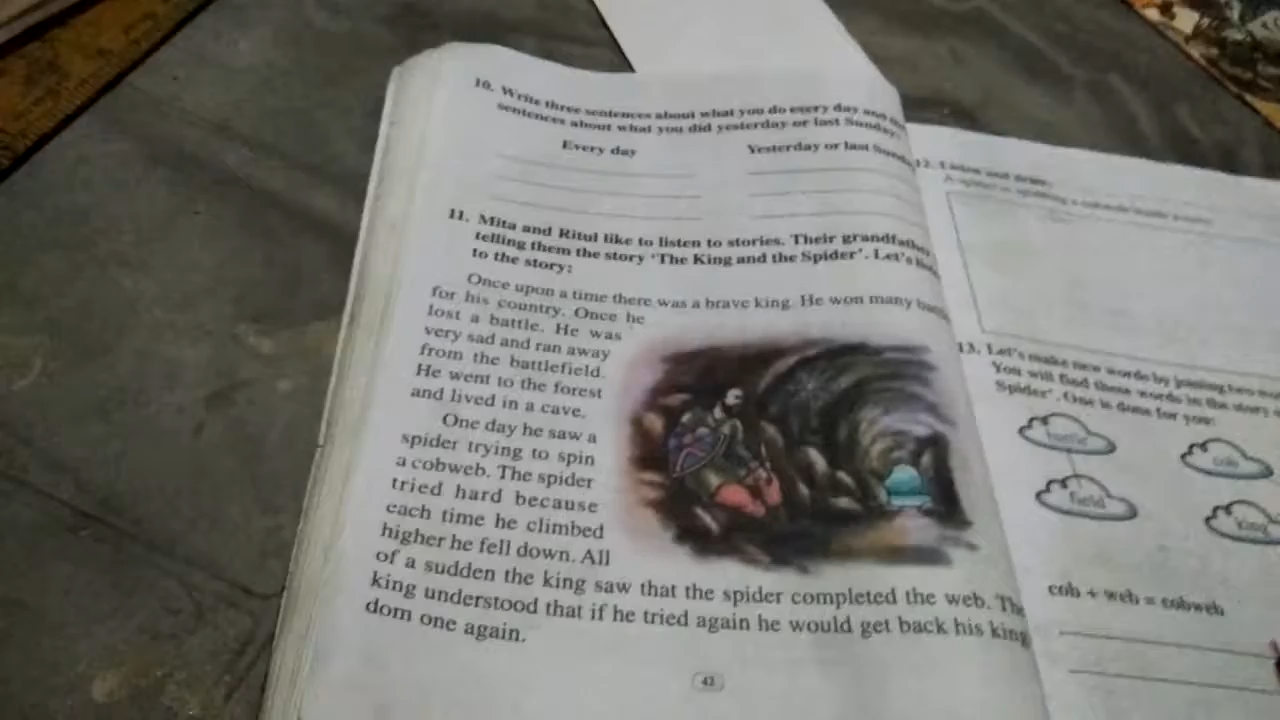 10. Write three sentences about what you do every day and
sentences about what you did yesterday or last Sunday:
Every day
Yesterday or last Sunday
11. Mita and Ritul like to listen to stories. Their grandfather
telling them the story 'The King and the Spider'. Let's
to the story:
Once upon a time there was a brave king. He won many
for his country. Once he
lost a battle. He was
very sad and ran away
from the battlefield.
He went to the forest
and lived in a cave.
One day he saw a
spider trying to spin
a cobweb. The spider
tried hard because
each time he climbed
higher he fell down. All
of a sudden the king saw that the spider completed the web. The
king understood that if he tried again he would get back his king
dom one again.
43
12. Listen and draw:
13. Let's make new words by joining two
You will find these words in the story
Spider'. One is done for you:
battle
cob
field
king
cob + web = cobweb